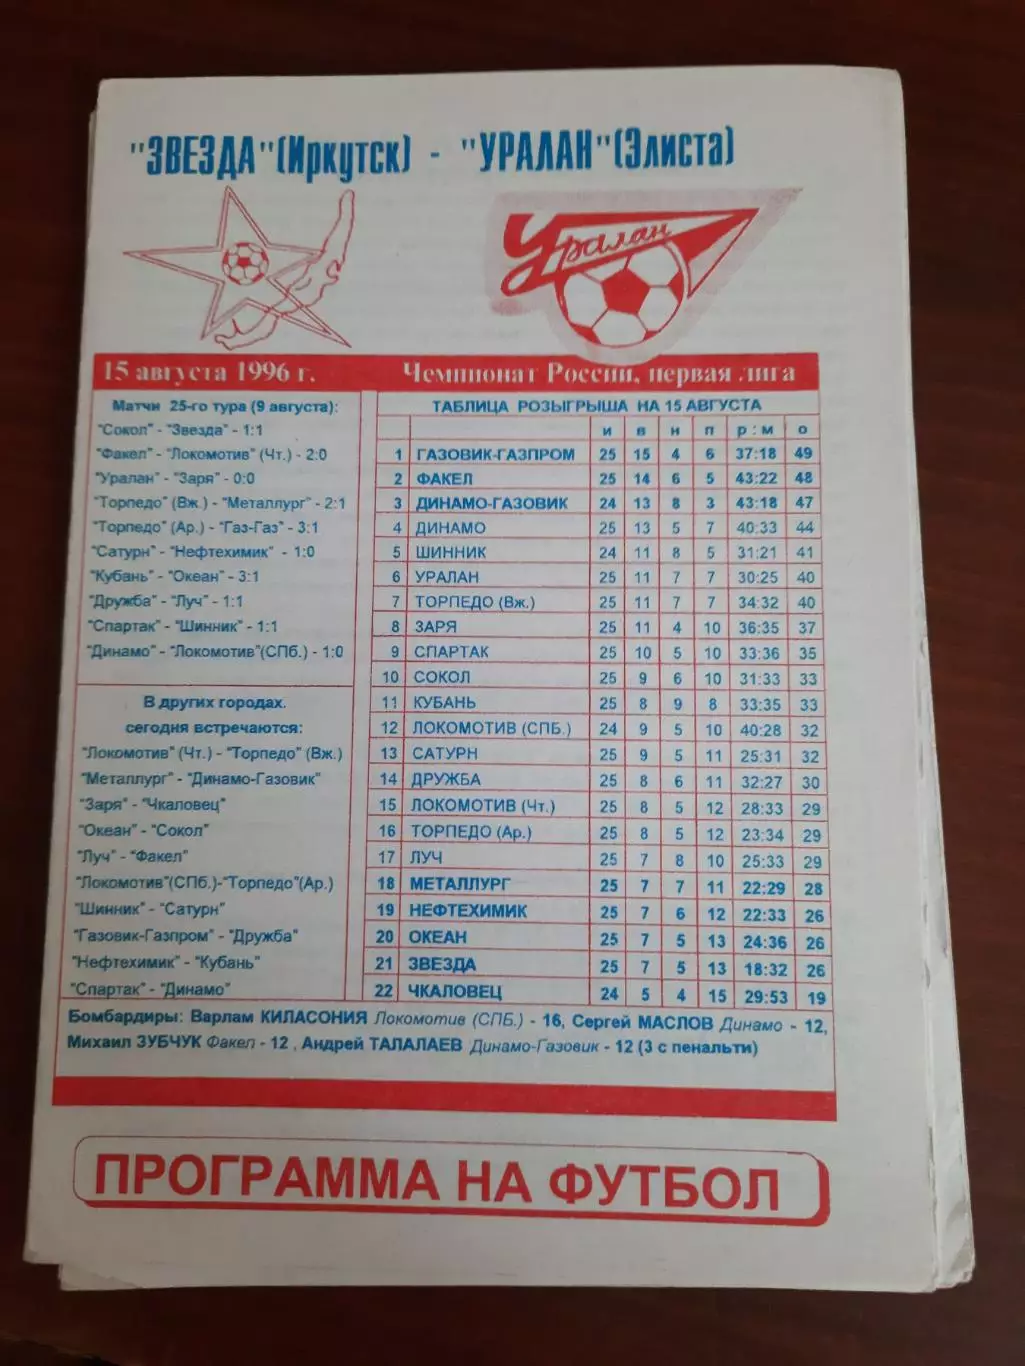 "ЗВЕЗДА"(Иркутск) - "УРАЛАН"(Элиста)
Уралан
15 августа 1996 г. Чемпионат России, первая лига
Матчи 25-го тура (9 августа):
"Сокол" - "Звезда" - 1:1
"Факел" - "Локомотив" (Чт.) - 2:0
"Уралан" - "Заря" - 0:0
"Торпедо" (Вж.) - "Металлург" - 2:1
"Торпедо" (Ар.) - "Газ-Газ" - 3:1
"Сатурн" - "Нефтехимик" - 1:0
"Кубань" - "Океан" - 3:1
"Дружба" - "Луч" - 1:1
"Спартак" - "Шинник" - 1:1
"Динамо" - "Локомотив"(СПб.) - 1:0
В других городах.
сегодня встречаются:
"Локомотив" (Чт.) - "Торпедо" (Вж.)
"Металлург" - "Динамо-Газовик"
"Заря" - "Чкаловец"
"Океан" - "Сокол"
"Луч" - "Факел"
"Локомотив"(СПб.)-"Торпедо"(Ар.)
"Шинник" - "Сатурн"
"Газовик-Газпром" - "Дружба"
"Нефтехимик" - "Кубань"
"Спартак" - "Динамо"
ТАБЛИЦА РОЗЫГРЫША НА 15 АВГУСТА
и в н п р:м о
1 ГАЗОВИК-ГАЗПРОМ 25 15 4 6 37:18 49
2 ФАКЕЛ 25 14 6 5 43:22 48
3 ДИНАМО-ГАЗОВИК 24 13 8 3 43:18 47
4 ДИНАМО 25 13 5 7 40:33 44
5 ШИННИК 24 11 8 5 31:21 41
6 УРАЛАН 25 11 7 7 30:25 40
7 ТОРПЕДО (Вж.) 25 11 7 7 34:32 40
8 ЗАРЯ 25 11 4 10 36:35 37
9 СПАРТАК 25 10 5 10 33:36 35
10 СОКОЛ 25 9 6 10 31:33 33
11 КУБАНЬ 25 8 9 8 33:35 33
12 ЛОКОМОТИВ (СПБ.) 24 9 5 10 40:28 32
13 САТУРН 25 9 5 11 25:31 32
14 ДРУЖБА 25 8 6 11 32:27 30
15 ЛОКОМОТИВ (Чт.) 25 8 5 12 28:33 29
16 ТОРПЕДО (Ар.) 25 8 5 12 23:34 29
17 ЛУЧ 25 7 8 10 25:33 29
18 МЕТАЛЛУРГ 25 7 7 11 22:29 28
19 НЕФТЕХИМИК 25 7 6 12 22:33 26
20 ОКЕАН 25 7 5 13 24:36 26
21 ЗВЕЗДА 25 7 5 13 18:32 26
22 ЧКАЛОВЕЦ 24 5 4 15 29:53 19
Бомбардиры: Варлам КИЛАСОНИЯ Локомотив (СПБ.) - 16, Сергей МАСЛОВ Динамо - 12,
Михаил ЗУБЧУК Факел - 12 , Андрей ТАЛАЛАЕВ Динамо-Газовик - 12 (3 с пенальти)
ПРОГРАММА НА ФУТБОЛ